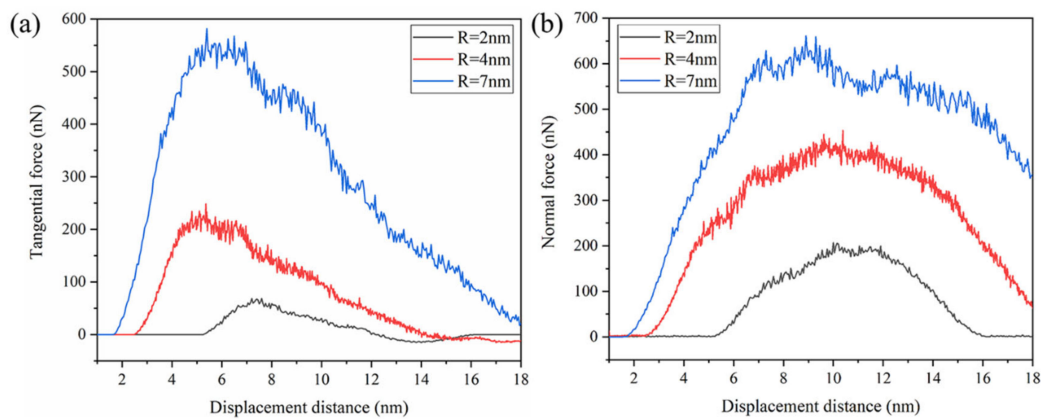 (a)
600
500
400
300
200
100
0
Tangential force (nN)
R=2nm
R=4nm
R=7nm
2 4 6 8 10 12 14 16 18
Displacement distance (nm)
(b)
700
600
500
400
300
200
100
0
Normal force (nN)
R=2nm
R=4nm
R=7nm
2 4 6 8 10 12 14 16 18
Displacement distance (nm)